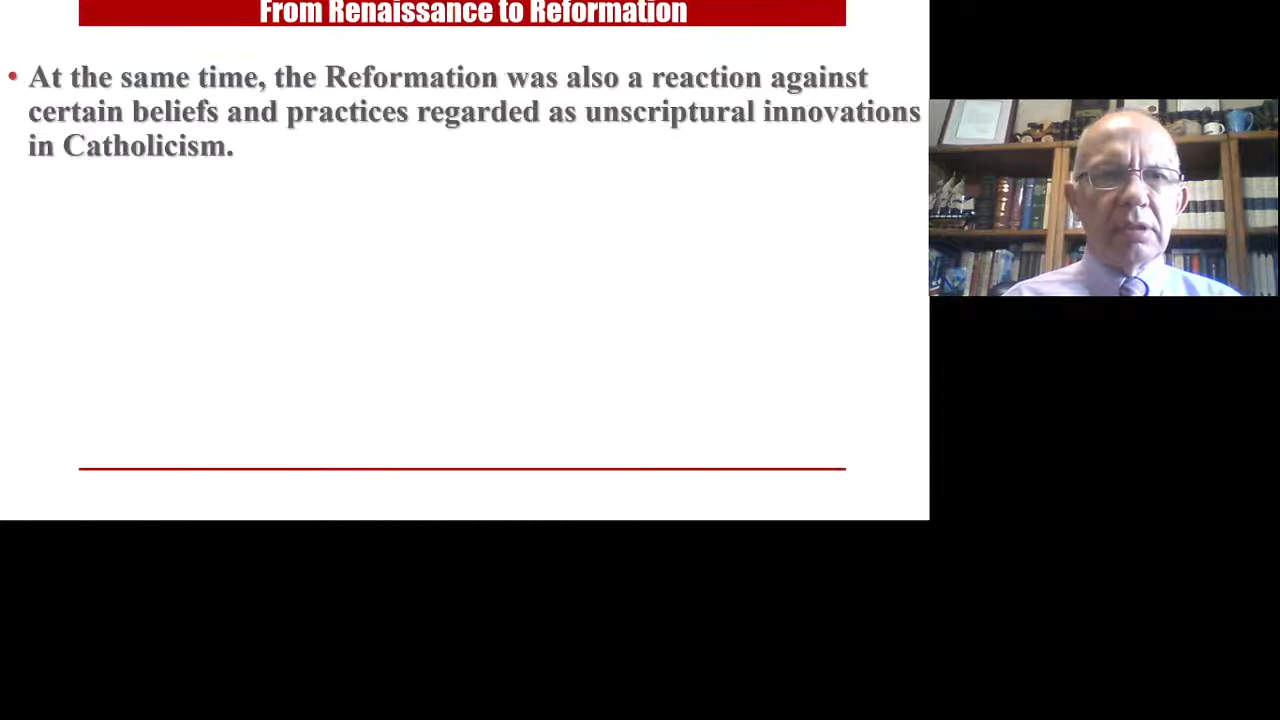 From Renaissance to Reformation
• At the same time, the Reformation was also a reaction against
certain beliefs and practices regarded as unscriptural innovations
in Catholicism.